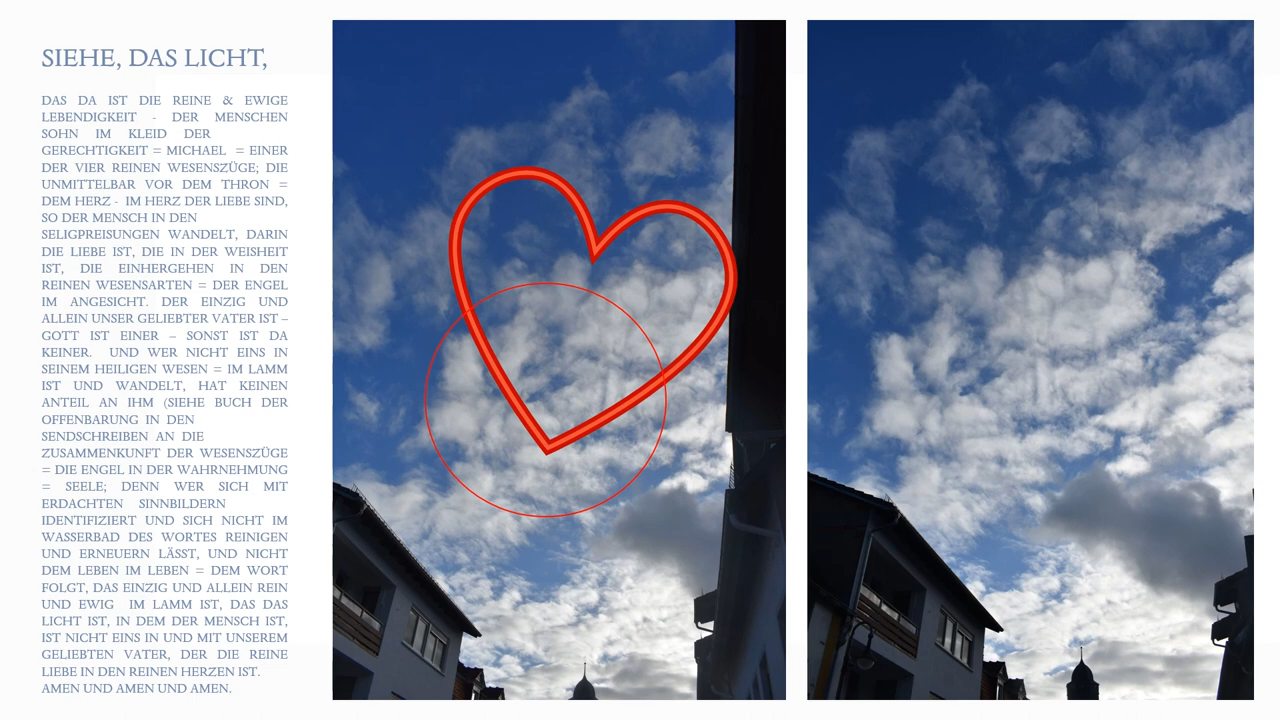 SIEHE, DAS LICHT,
DAS DA IST DIE REINE & EWIGE
LEBENDIGKEIT - DER MENSCHEN
SOHN IM KLEID DER
GERECHTIGKEIT = MICHAEL = EINER
DER VIER REINEN WESENSZÜGE; DIE
UNMITTELBAR VOR DEM THRON =
DEM HERZ - IM HERZ DER LIEBE SIND,
SO DER MENSCH IN DEN
SELIGPREISUNGEN WANDELT, DARIN
DIE LIEBE IST, DIE IN DER WEISHEIT
IST, DIE EINHERGEHEN IN DEN
REINEN WESENSARTEN = DER ENGEL
IM ANGESICHT. DER EINZIG UND
ALLEIN UNSER GELIEBTER VATER IST –
GOTT IST EINER – SONST IST DA
KEINER. UND WER NICHT EINS IN
SEINEM HEILIGEN WESEN = IM LAMM
IST UND WANDELT, HAT KEINEN
ANTEIL AN IHM (SIEHE BUCH DER
OFFENBARUNG IN DEN
SENDSCHREIBEN AN DIE
ZUSAMMENKUNFT DER WESENSZÜGE
= DIE ENGEL IN DER WAHRNEHMUNG
= SEELE; DENN WER SICH MIT
ERDACHTEN SINNBILDERN
IDENTIFIZIERT UND SICH NICHT IM
WASSERBAD DES WORTES REINIGEN
UND ERNEUERN LÄSST, UND NICHT
DEM LEBEN IM LEBEN = DEM WORT
FOLGT, DAS EINZIG UND ALLEIN REIN
UND EWIG IM LAMM IST, DAS DAS
LICHT IST, IN DEM DER MENSCH IST,
IST NICHT EINS IN UND MIT UNSEREM
GELIEBTEN VATER, DER DIE REINE
LIEBE IN DEN REINEN HERZEN IST.
AMEN UND AMEN UND AMEN.